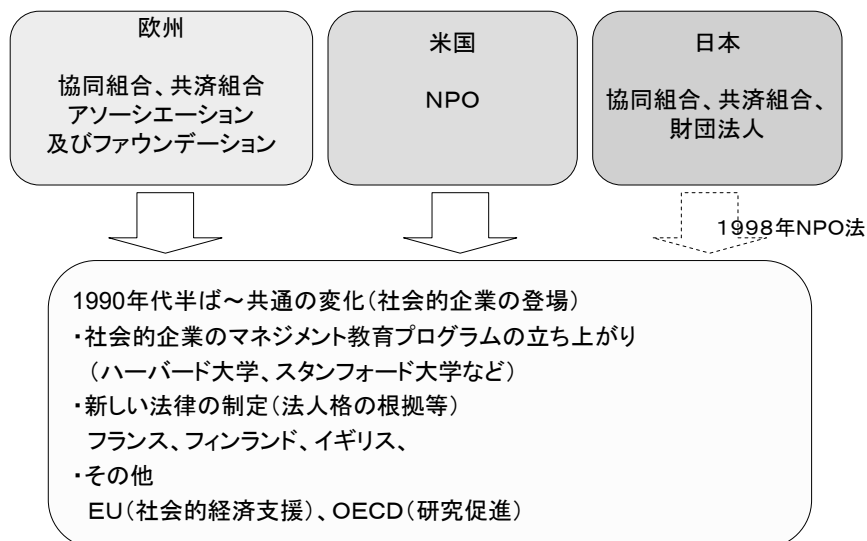 欧州
協同組合、共済組合
アソーシエーション
及びファウンデーション
米国
NPO
日本
協同組合、共済組合、
財団法人
1998年NPO法
1990年代半ば~共通の変化(社会的企業の登場)
・社会的企業のマネジメント教育プログラムの立ち上がり
(ハーバード大学、スタンフォード大学など)
・新しい法律の制定(法人格の根拠等)
フランス、フィンランド、イギリス、
・その他
EU(社会的経済支援)、OECD(研究促進)